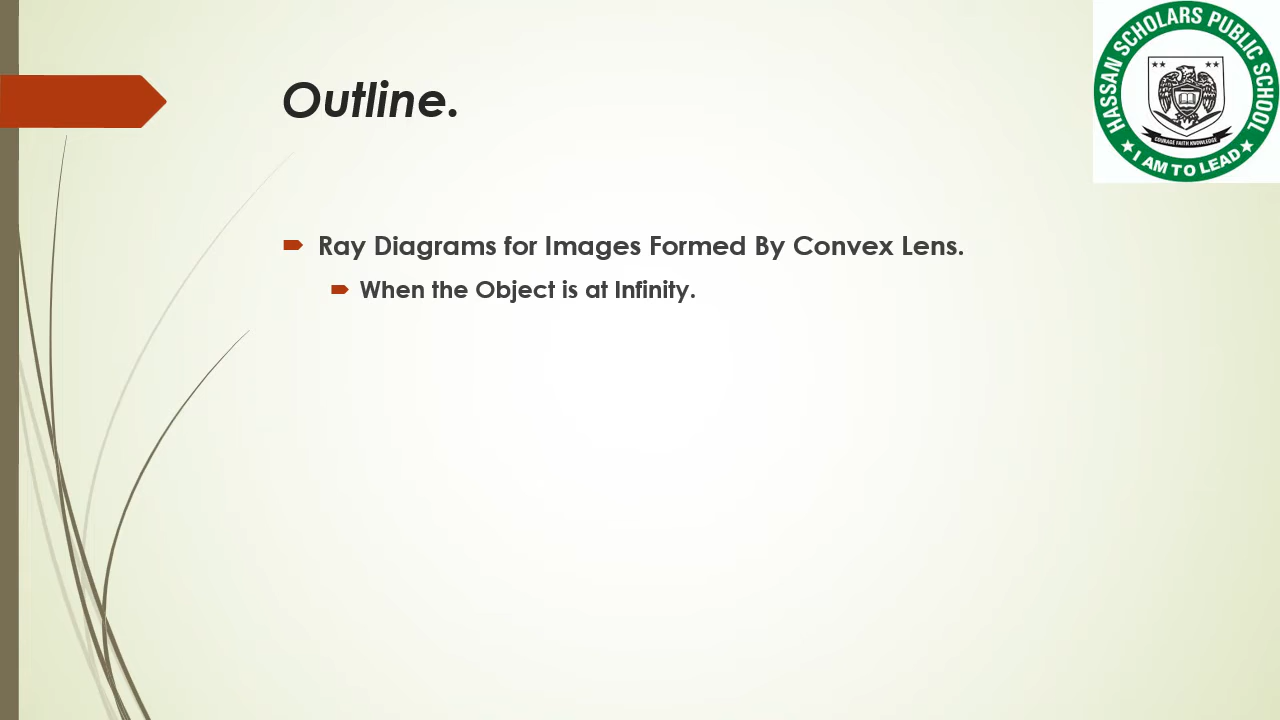 Outline.
HASSAN SCHOLARS PUBLIC SCHOOL
COURAGE FAITH KNOWLEDGE
I AM TO LEAD
Ray Diagrams for Images Formed By Convex Lens.
When the Object is at Infinity.